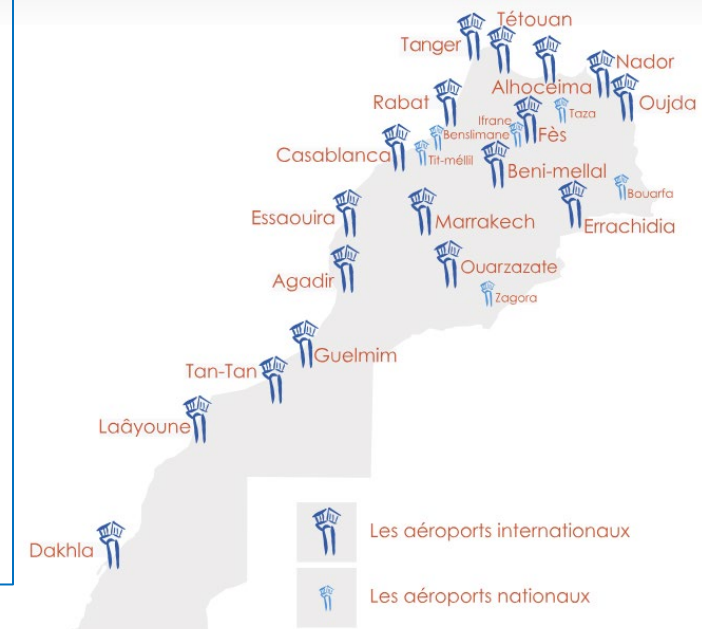 Tétouan
Tanger
Nador
Alhoceima
Oujda
Rabat
Taza
Ifrane
Benslimane
Fès
Casablanca
Tit-méllil
Beni-mellal
Bouarfa
Essaouira
Marrakech
Errachidia
Ouarzazate
Agadir
Zagora
Guelmim
Tan-Tan
Laâyoune
Les aéroports internationaux
Dakhla
Les aéroports nationaux